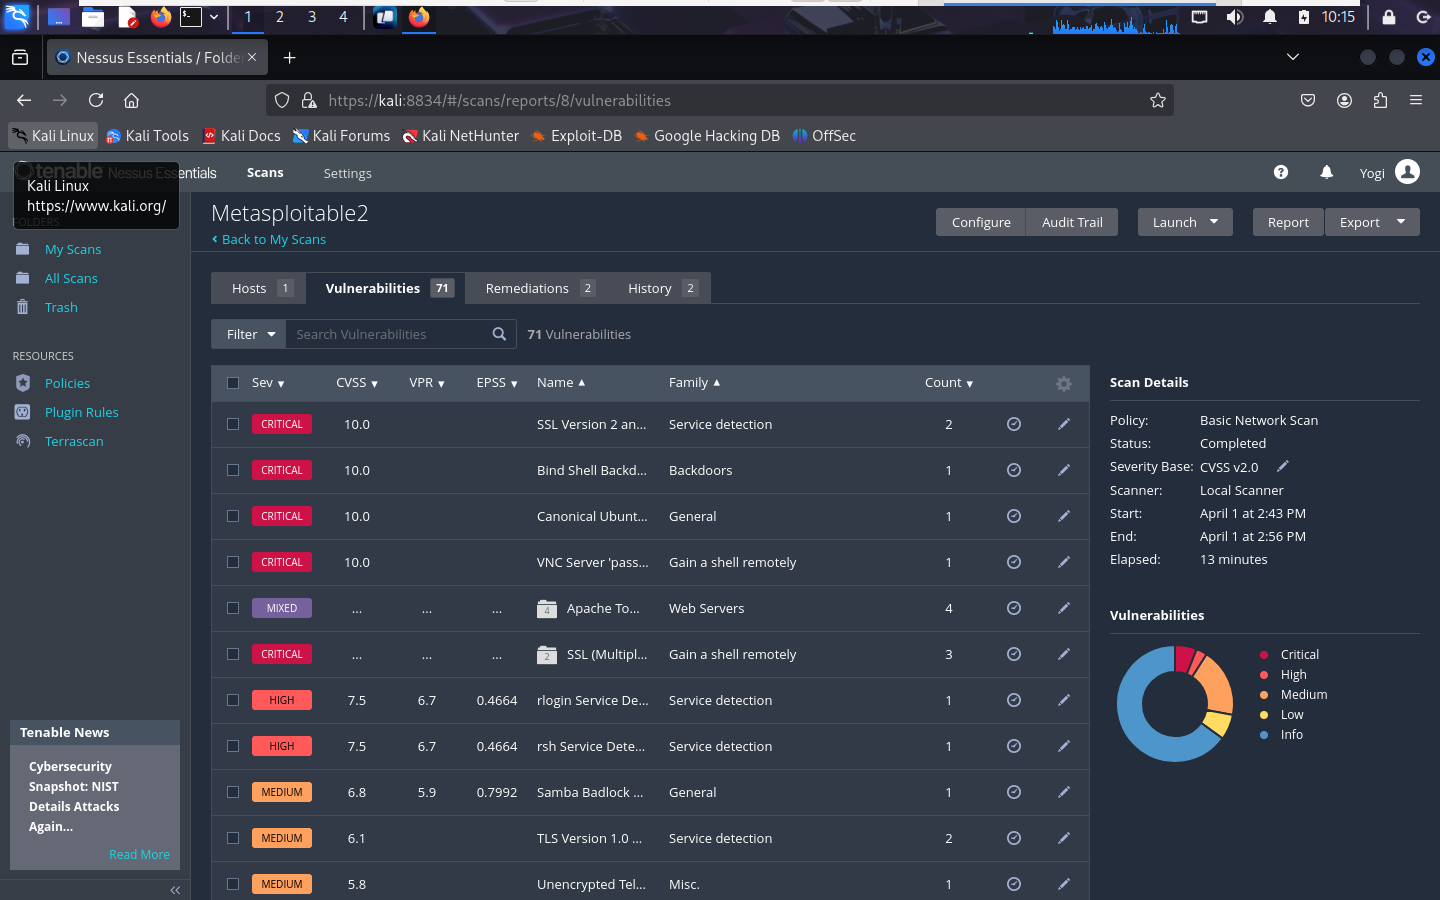 1 2 3 4 10:15
Nessus Essentials / Folde
https://kali:8834/#/scans/reports/8/vulnerabilities
Kali Linux Kali Tools Kali Docs Kali Forums Kali NetHunter Exploit-DB Google Hacking DB OffSec
tenable Nessus Essentials Scans Settings Yogi
Kali Linux
https://www.kali.org/
FOLDERS
My Scans
All Scans
Trash
RESOURCES
Policies
Plugin Rules
Terrascan
Tenable News
Cybersecurity
Snapshot: NIST
Details Attacks
Again...
Read More
Metasploitable2
Back to My Scans
Configure Audit Trail Launch Report Export
Hosts 1 Vulnerabilities 71 Remediations 2 History 2
Filter Search Vulnerabilities 71 Vulnerabilities
Sev CVSS VPR EPSS Name Family Count
CRITICAL 10.0 SSL Version 2 an... Service detection 2
CRITICAL 10.0 Bind Shell Backd... Backdoors 1
CRITICAL 10.0 Canonical Ubunt... General 1
CRITICAL 10.0 VNC Server 'pass... Gain a shell remotely 1
MIXED ... ... ... 4 Apache To... Web Servers 4
CRITICAL ... ... ... 2 SSL (Multipl... Gain a shell remotely 3
HIGH 7.5 6.7 0.4664 rlogin Service De... Service detection 1
HIGH 7.5 6.7 0.4664 rsh Service Dete... Service detection 1
MEDIUM 6.8 5.9 0.7992 Samba Badlock ... General 1
MEDIUM 6.1 TLS Version 1.0 ... Service detection 2
MEDIUM 5.8 Unencrypted Tel... Misc. 1
Scan Details
Policy: Basic Network Scan
Status: Completed
Severity Base: CVSS v2.0
Scanner: Local Scanner
Start: April 1 at 2:43 PM
End: April 1 at 2:56 PM
Elapsed: 13 minutes
Vulnerabilities
Critical
High
Medium
Low
Info